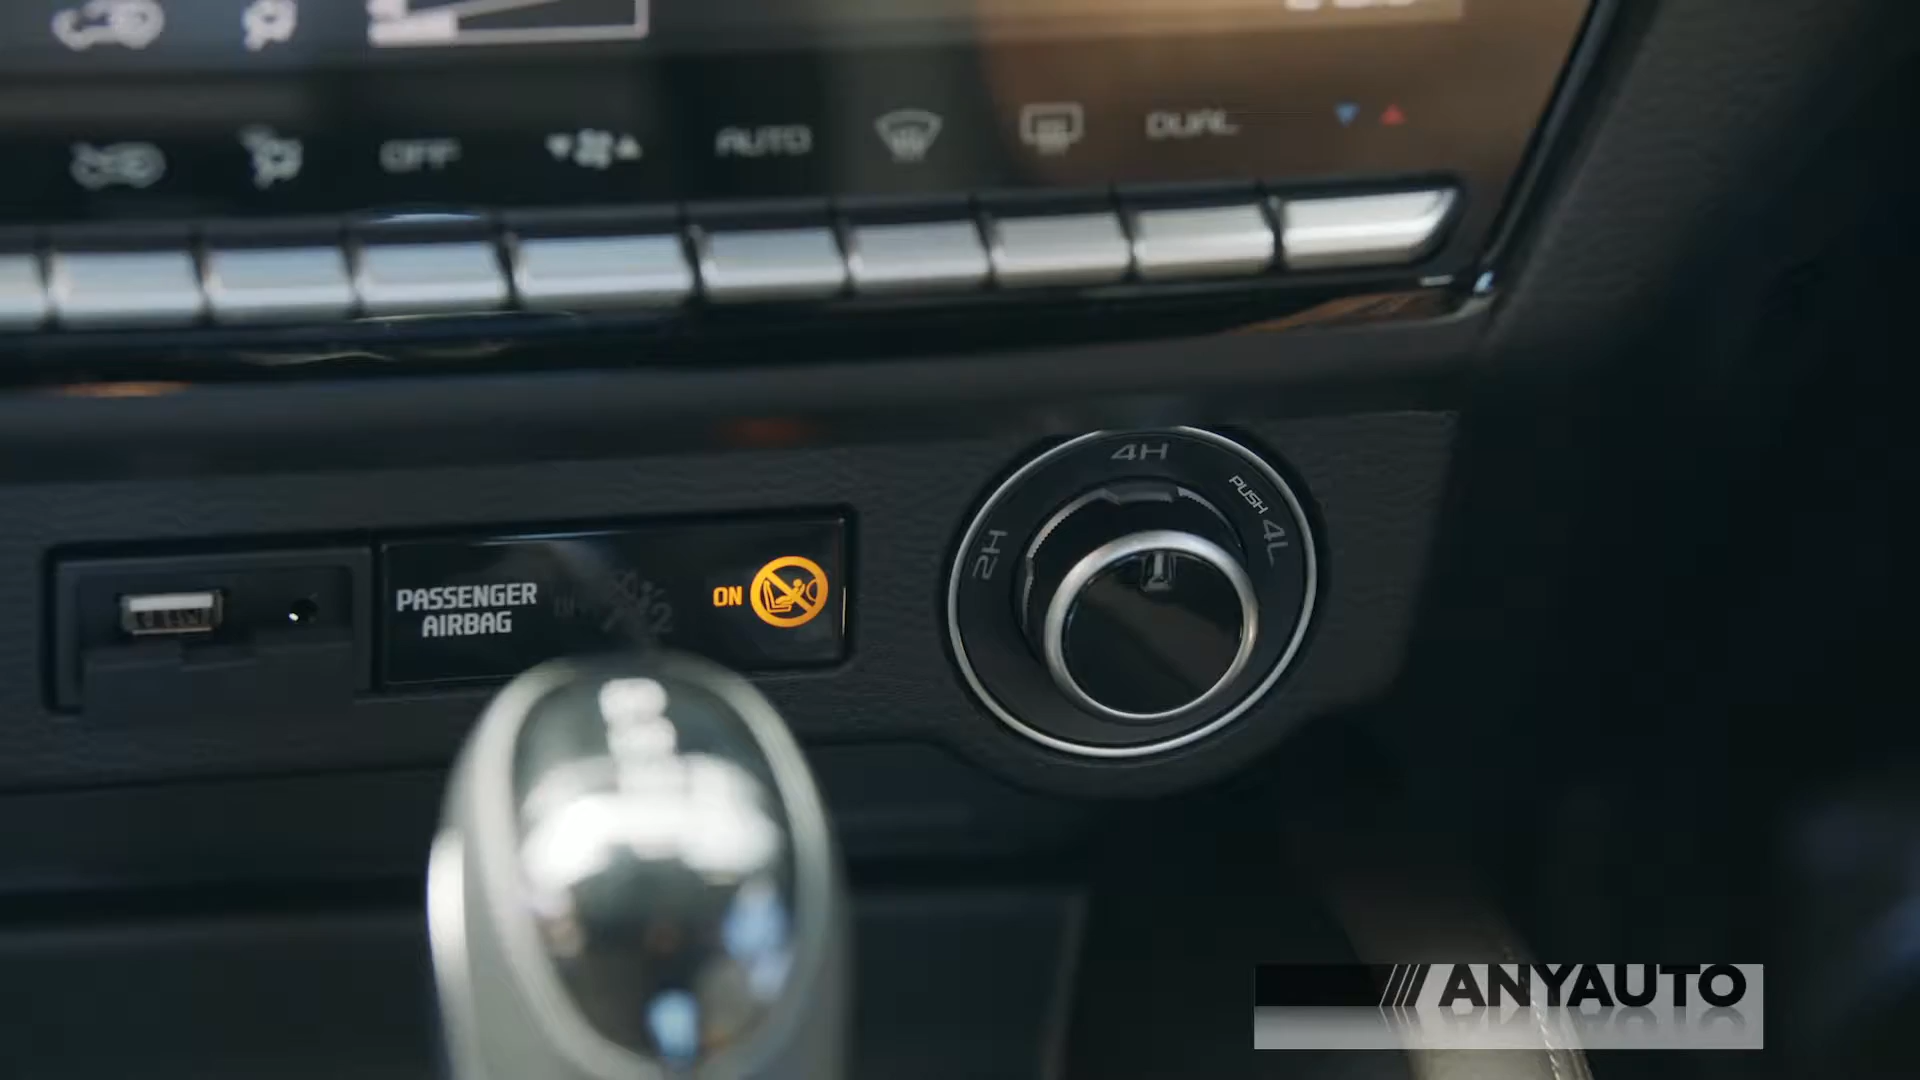 OFF AUTO DUAL
4H
PUSH
4L
2H
PASSENGER
AIRBAG
ON
ANYAUTO